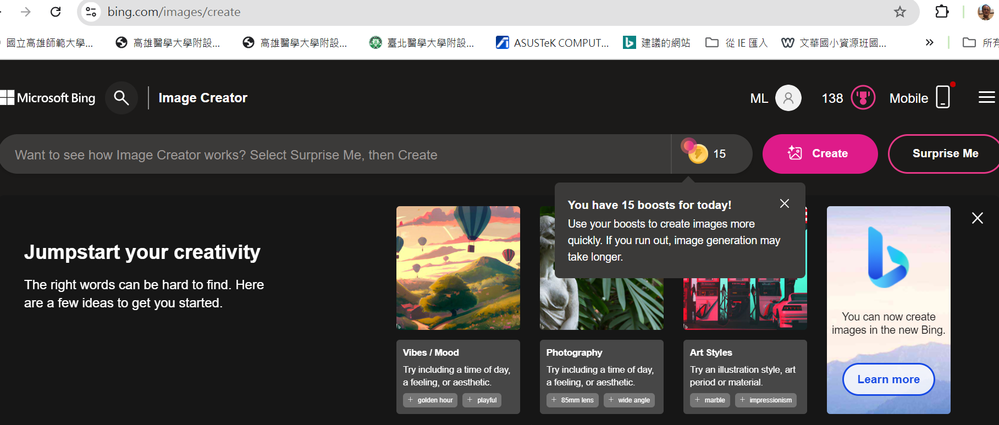 bing.com/images/create
國立高雄師範大學...
高雄醫學大學附設...
高雄醫學大學附設...
臺北醫學大學附設...
ASUSTeK COMPUT...
建議的網站
從 IE 匯入
文華國小資源班國...
»
所有
Microsoft Bing
Image Creator
ML
138
Mobile
Want to see how Image Creator works? Select Surprise Me, then Create
15
Create
Surprise Me
You have 15 boosts for today!
Use your boosts to create images more
quickly. If you run out, image generation may
take longer.
Jumpstart your creativity
The right words can be hard to find. Here
are a few ideas to get you started.
Vibes / Mood
Try including a time of day,
a feeling, or aesthetic.
+ golden hour
+ playful
Photography
Try including a time of day,
a feeling, or aesthetic.
+ 85mm lens
+ wide angle
Art Styles
Try an illustration style, art
period or material.
+ marble
+ impressionism
You can now create
images in the new Bing.
Learn more